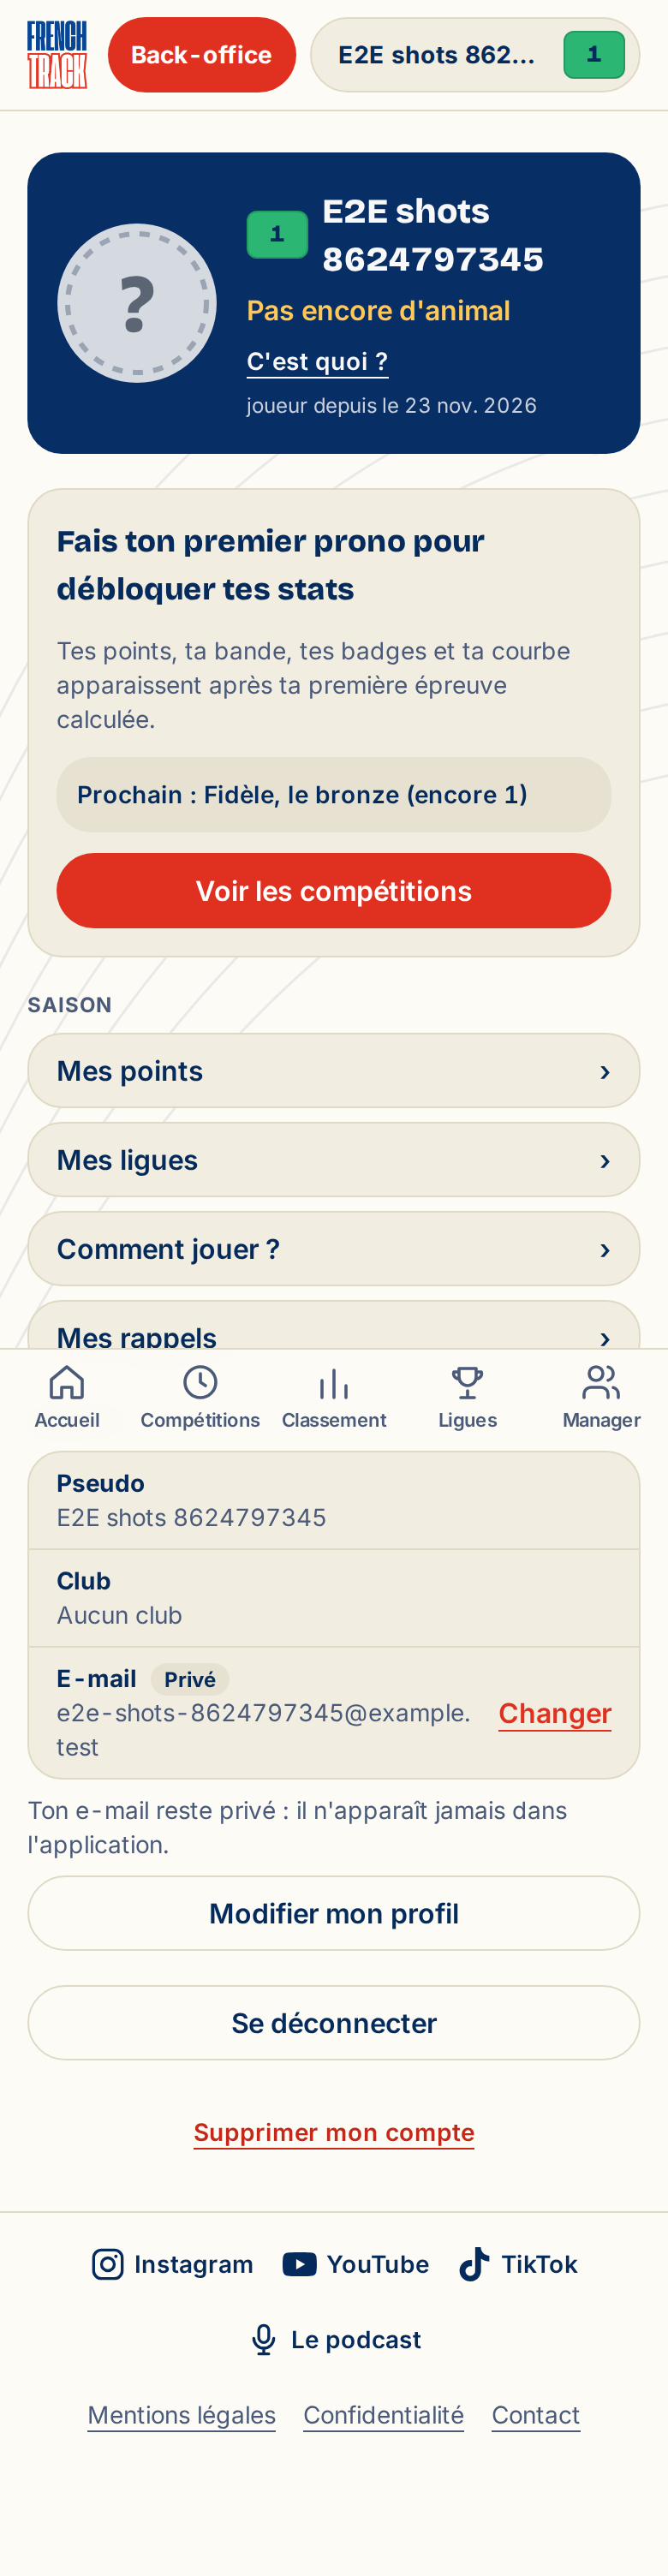 FRENCH
TRACK
Back-office
E2E shots 862...
1
1
E2E shots
8624797345
?
Pas encore d'animal
C'est quoi ?
joueur depuis le 23 nov. 2026
Fais ton premier prono pour
débloquer tes stats
Tes points, ta bande, tes badges et ta courbe
apparaissent après ta première épreuve
calculée.
Prochain : Fidèle, le bronze (encore 1)
Voir les compétitions
SAISON
Mes points ›
Mes ligues ›
Comment jouer ? ›
Mes rappels ›
Accueil
Compétitions
Classement
Ligues
Manager
Pseudo
E2E shots 8624797345
Club
Aucun club
E-mail Privé
e2e-shots-8624797345@example.
test
Changer
Ton e-mail reste privé : il n'apparaît jamais dans
l'application.
Modifier mon profil
Se déconnecter
Supprimer mon compte
Instagram YouTube TikTok
Le podcast
Mentions légales Confidentialité Contact